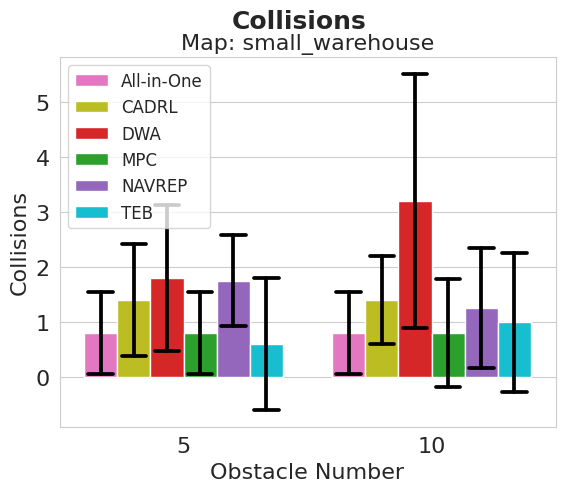 Collisions
Map: small_warehouse
All-in-One
CADRL
DWA
MPC
NAVREP
TEB
Collisions
5
4
3
2
1
0
5
10
Obstacle Number